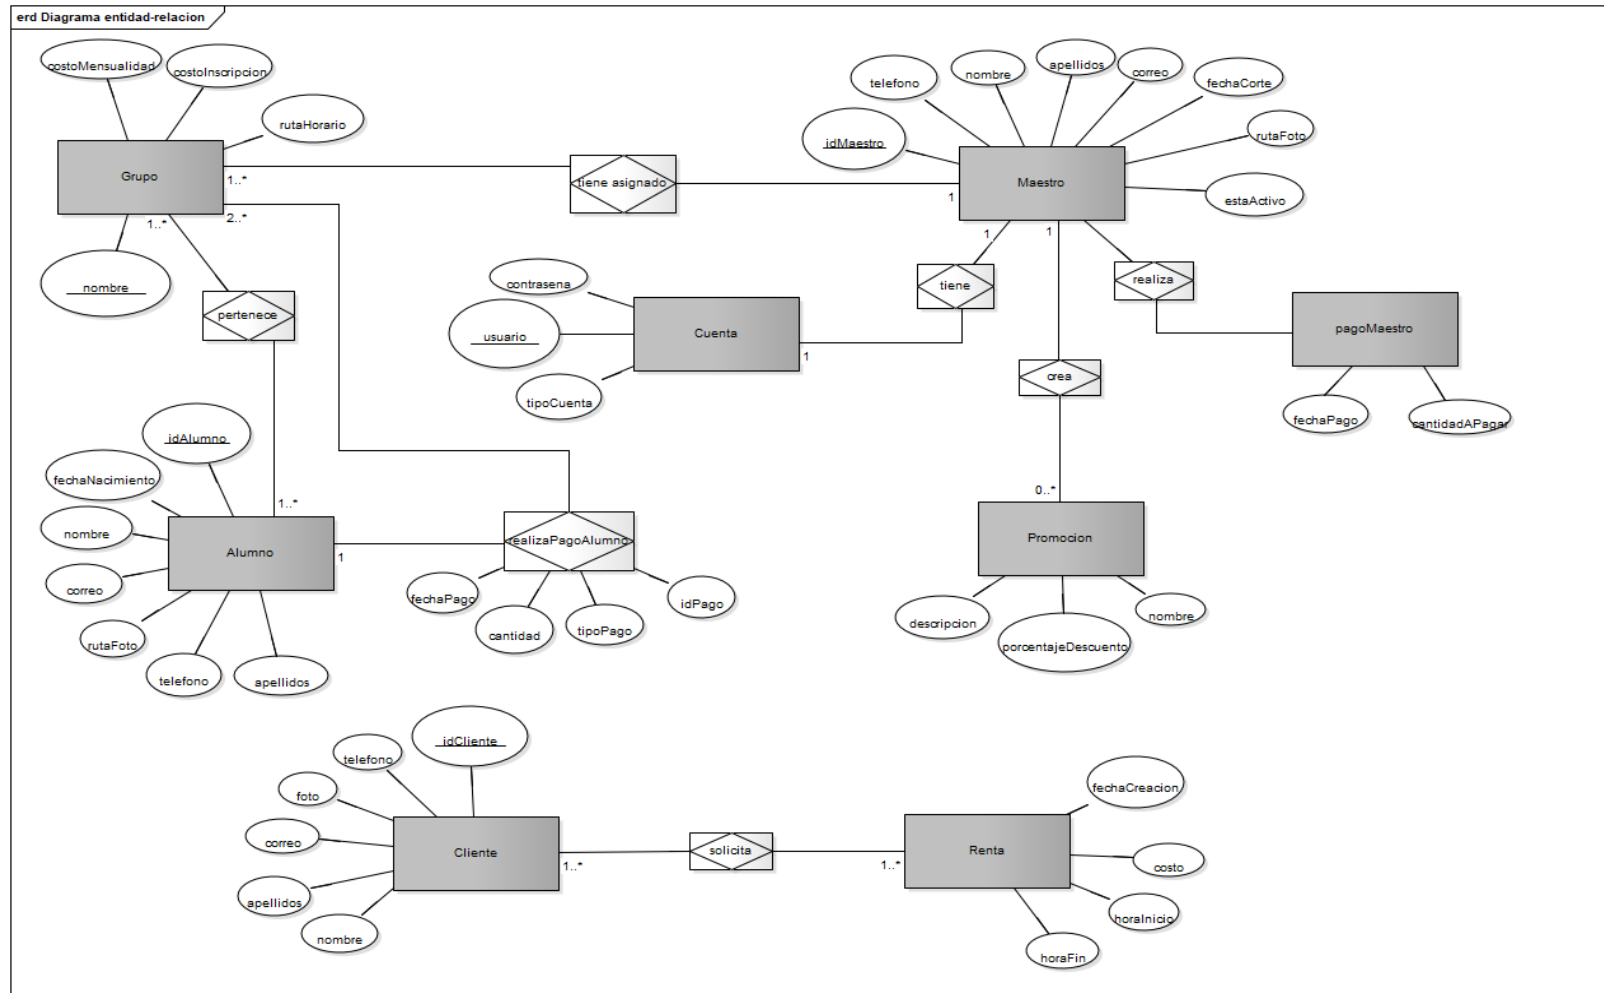 erd Diagrama entidad-relacion
costoMensualidad
costoInscripcion
rutaHorario
Grupo
nombre
1..*
2..*
1..*
tiene asignado
1
telefono
nombre
apellidos
correo
fechaCorte
idMaestro
rutaFoto
Maestro
estaActivo
1
1
tiene
realiza
pertenece
contrasena
usuario
tipoCuenta
Cuenta
1
pagoMaestro
fechaPago
cantidadAPagar
crea
0..*
Promocion
descripcion
porcentajeDescuento
nombre
idAlumno
fechaNacimiento
nombre
correo
rutaFoto
telefono
apellidos
Alumno
1..*
1
realizaPagoAlumno
fechaPago
cantidad
tipoPago
idPago
idCliente
telefono
foto
correo
apellidos
nombre
Cliente
1..*
solicita
1..*
Renta
fechaCreacion
costo
horaInicio
horaFin